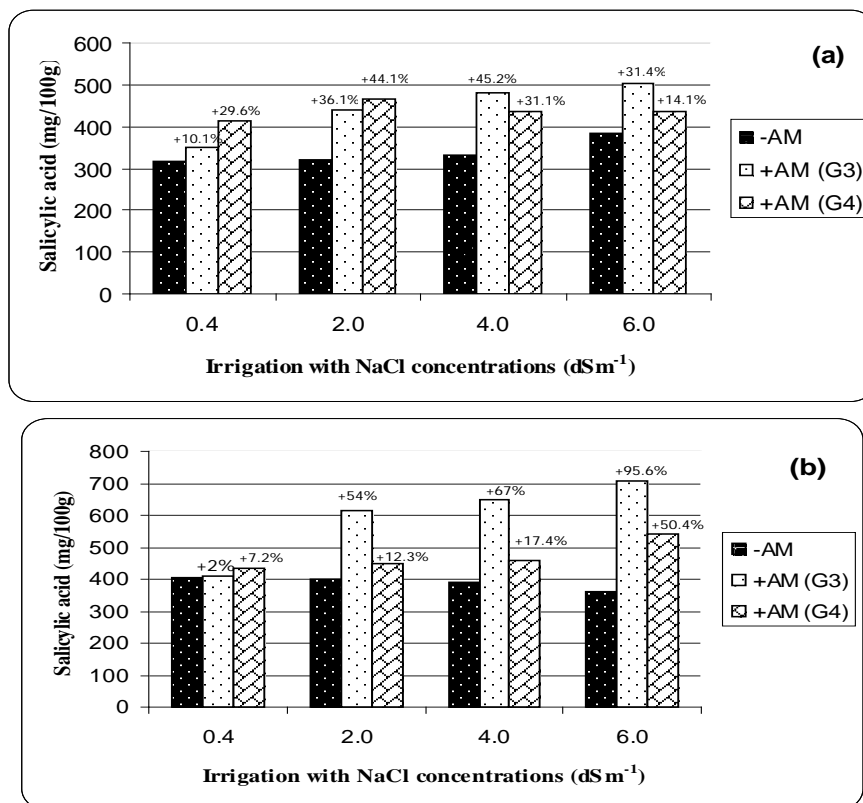 (a)
Salicylic acid (mg/100g)
600
500
400
300
200
100
0
+10.1%
+29.6%
+36.1%
+44.1%
+45.2%
+31.1%
+31.4%
+14.1%
0.4 2.0 4.0 6.0
Irrigation with NaCl concentrations (dSm⁻¹)
-AM
+AM (G3)
+AM (G4)
(b)
Salicylic acid (mg/100g)
800
700
600
500
400
300
200
100
0
+2%
+7.2%
+54%
+12.3%
+67%
+17.4%
+95.6%
+50.4%
0.4 2.0 4.0 6.0
Irrigation with NaCl concentrations (dSm⁻¹)
-AM
+AM (G3)
+AM (G4)